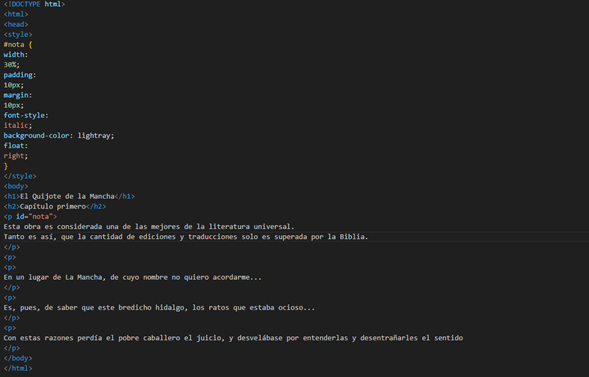 <!DOCTYPE html>
<html>
<head>
<style>
#nota {
width:
30%;
padding:
10px;
margin:
10px;
font-style:
italic;
background-color: lightray;
float:
right;
}
</style>
<body>
<h1>El Quijote de la Mancha</h1>
<h2>Capítulo primero</h2>
<p id="nota">
Esta obra es considerada una de las mejores de la literatura universal.
Tanto es así, que la cantidad de ediciones y traducciones solo es superada por la Biblia.
</p>
<p>
<p>
En un lugar de La Mancha, de cuyo nombre no quiero acordarme...
</p>
<p>
Es, pues, de saber que este bredicho hidalgo, los ratos que estaba ocioso...
</p>
<p>
Con estas razones perdía el pobre caballero el juicio, y desvelábase por entenderlas y desentrañarles el sentido
</p>
</body>
</html>